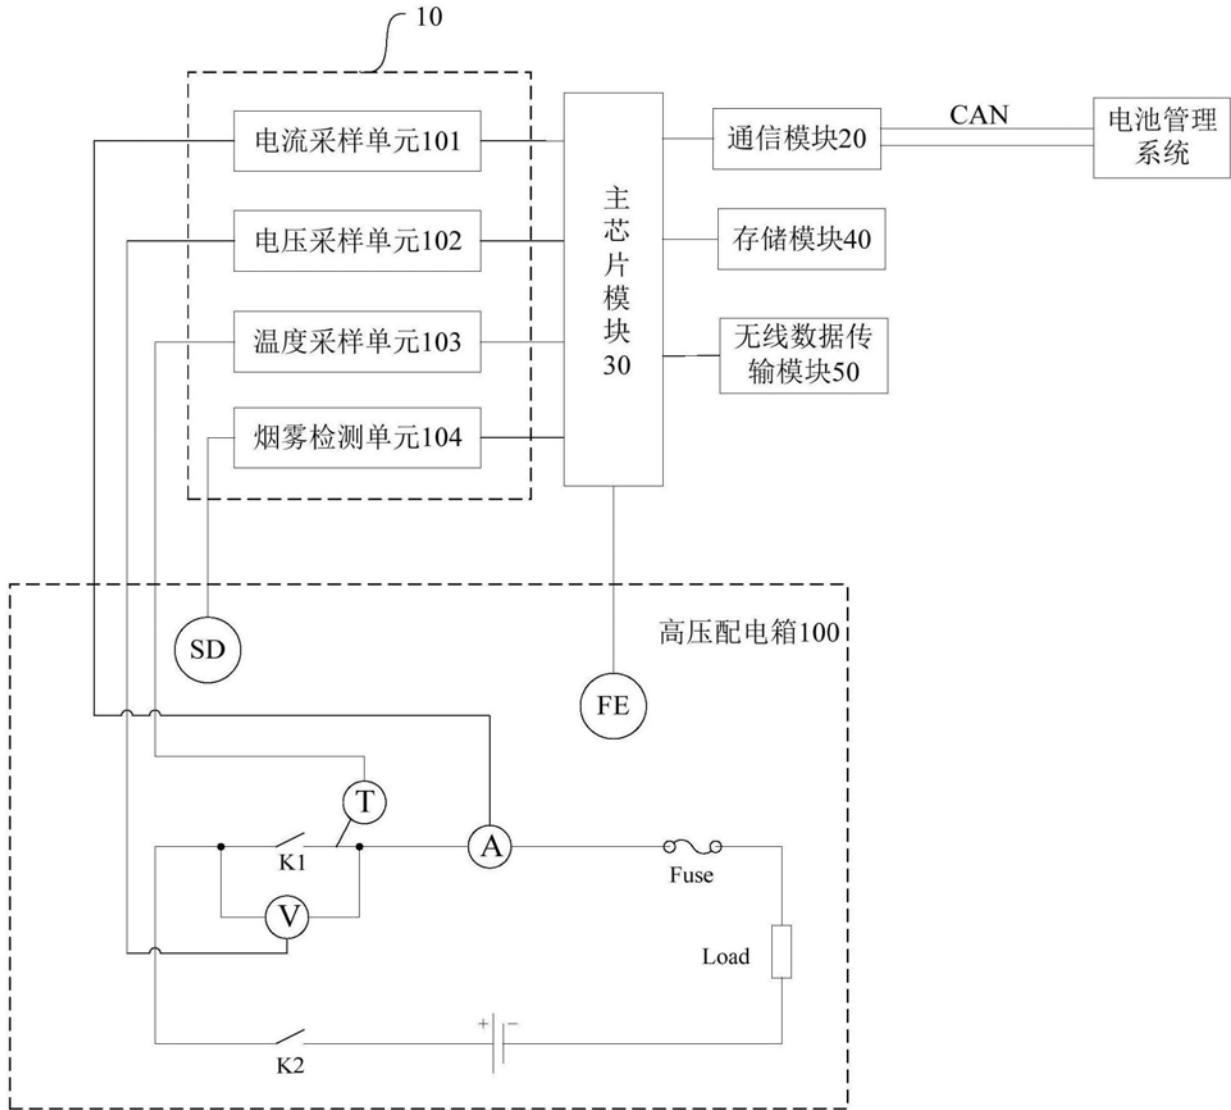 10
电流采样单元101
电压采样单元102
温度采样单元103
烟雾检测单元104
主
芯
片
模
块
30
通信模块20
CAN
电池管理
系统
存储模块40
无线数据传
输模块50
高压配电箱100
SD
FE
T
A
K1
V
Fuse
Load
+
−
K2